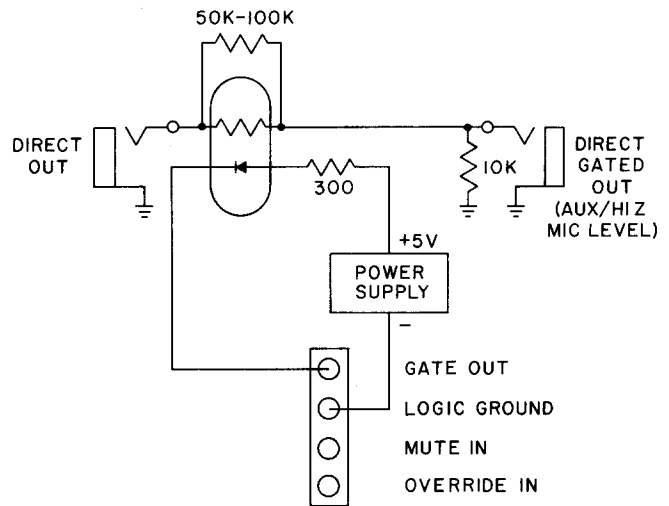 50K-100K
DIRECT
OUT
300
10K
DIRECT
GATED
OUT
(AUX/HI Z
MIC LEVEL)
+5V
POWER
SUPPLY
–
GATE OUT
LOGIC GROUND
MUTE IN
OVERRIDE IN